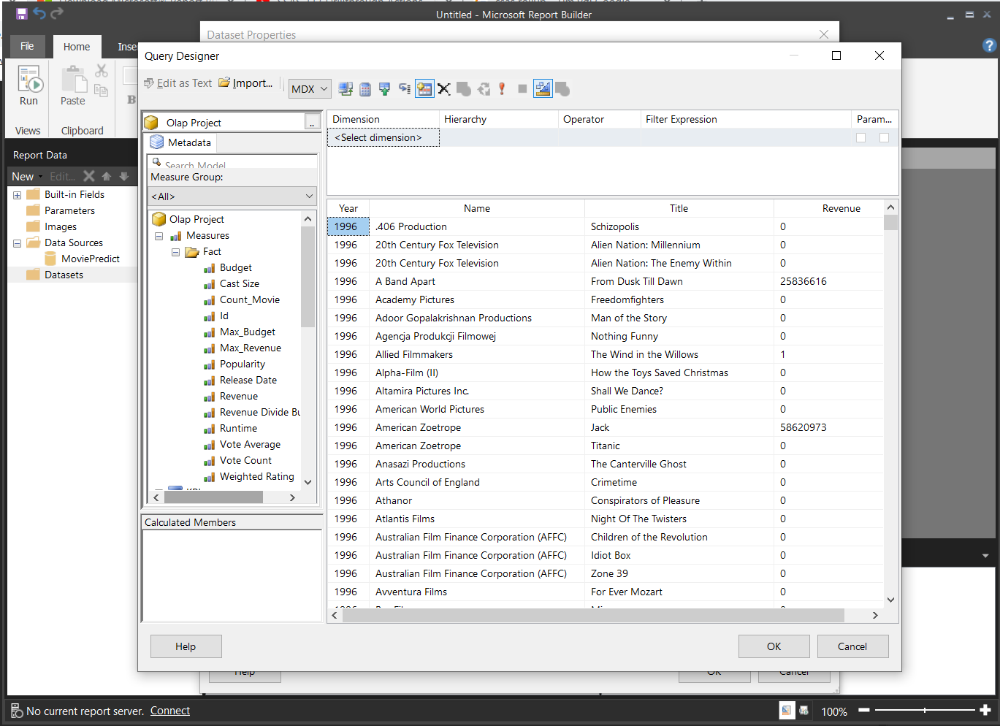 Untitled - Microsoft Report Builder
Dataset Properties
File
Home
Query Designer
Edit as Text
Import...
MDX
Run
Paste
B
Views
Clipboard
Olap Project
..
Metadata
Search Model
Measure Group:
<All>
Dimension Hierarchy Operator Filter Expression Param...
<Select dimension>
Report Data
New Edit...
Built-in Fields
Parameters
Images
Data Sources
MoviePredict
Datasets
Olap Project
Measures
Fact
Budget
Cast Size
Count_Movie
Id
Max_Budget
Max_Revenue
Popularity
Release Date
Revenue
Revenue Divide Bu
Runtime
Vote Average
Vote Count
Weighted Rating
Calculated Members
Year Name Title Revenue
1996 .406 Production Schizopolis 0
1996 20th Century Fox Television Alien Nation: Millennium 0
1996 20th Century Fox Television Alien Nation: The Enemy Within 0
1996 A Band Apart From Dusk Till Dawn 25836616
1996 Academy Pictures Freedomfighters 0
1996 Adoor Gopalakrishnan Productions Man of the Story 0
1996 Agencja Produkcji Filmowej Nothing Funny 0
1996 Allied Filmmakers The Wind in the Willows 1
1996 Alpha-Film (II) How the Toys Saved Christmas 0
1996 Altamira Pictures Inc. Shall We Dance? 0
1996 American World Pictures Public Enemies 0
1996 American Zoetrope Jack 58620973
1996 American Zoetrope Titanic 0
1996 Anasazi Productions The Canterville Ghost 0
1996 Arts Council of England Crimetime 0
1996 Athanor Conspirators of Pleasure 0
1996 Atlantis Films Night Of The Twisters 0
1996 Australian Film Finance Corporation (AFFC) Children of the Revolution 0
1996 Australian Film Finance Corporation (AFFC) Idiot Box 0
1996 Australian Film Finance Corporation (AFFC) Zone 39 0
1996 Avventura Films For Ever Mozart 0
Help
OK
Cancel
Help
OK
Cancel
No current report server. Connect
100%